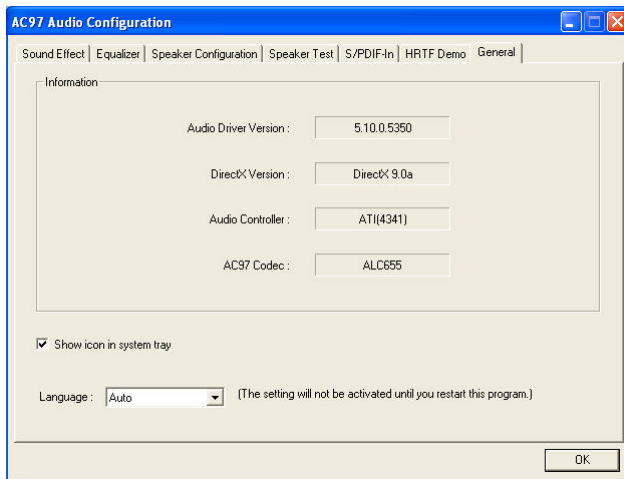 AC97 Audio Configuration
Sound Effect Equalizer Speaker Configuration Speaker Test S/PDIF-In HRTF Demo General
Information
Audio Driver Version : 5.10.0.5350
DirectX Version : DirectX 9.0a
Audio Controller : ATI(4341)
AC97 Codec : ALC655
Show icon in system tray
Language : Auto (The setting will not be activated until you restart this program.)
OK